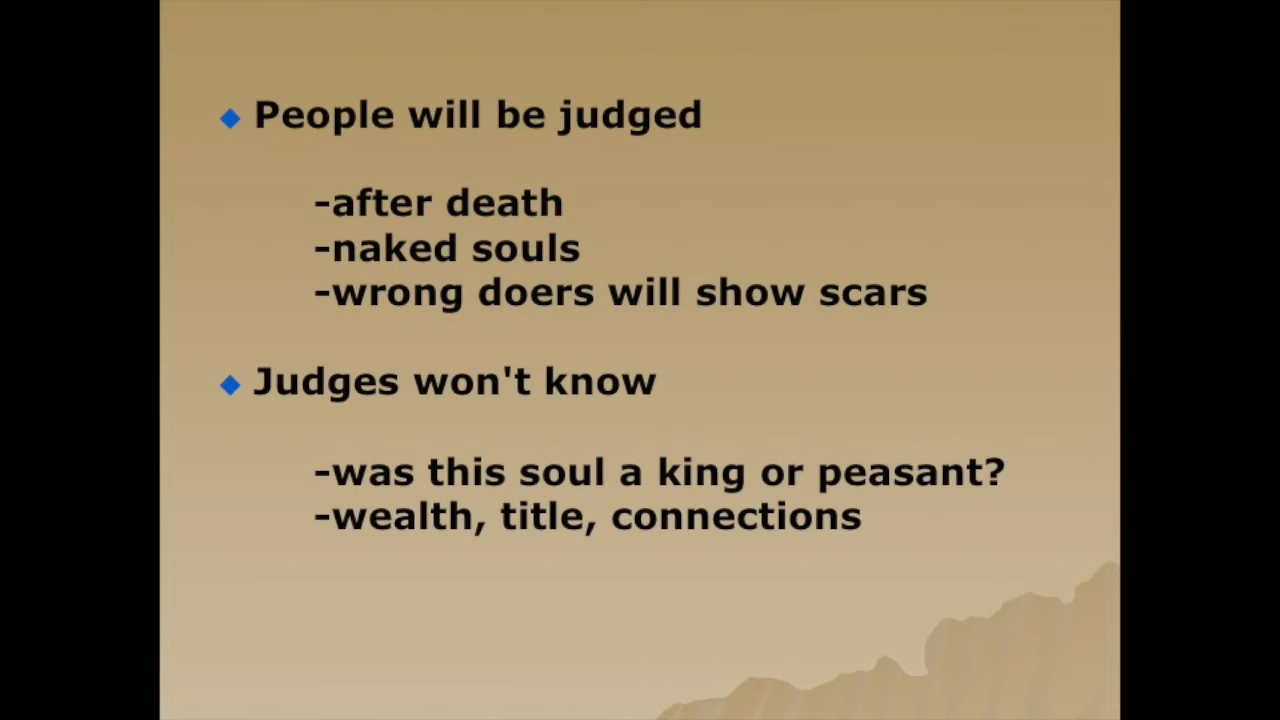 People will be judged
-after death
-naked souls
-wrong doers will show scars
Judges won't know
-was this soul a king or peasant?
-wealth, title, connections